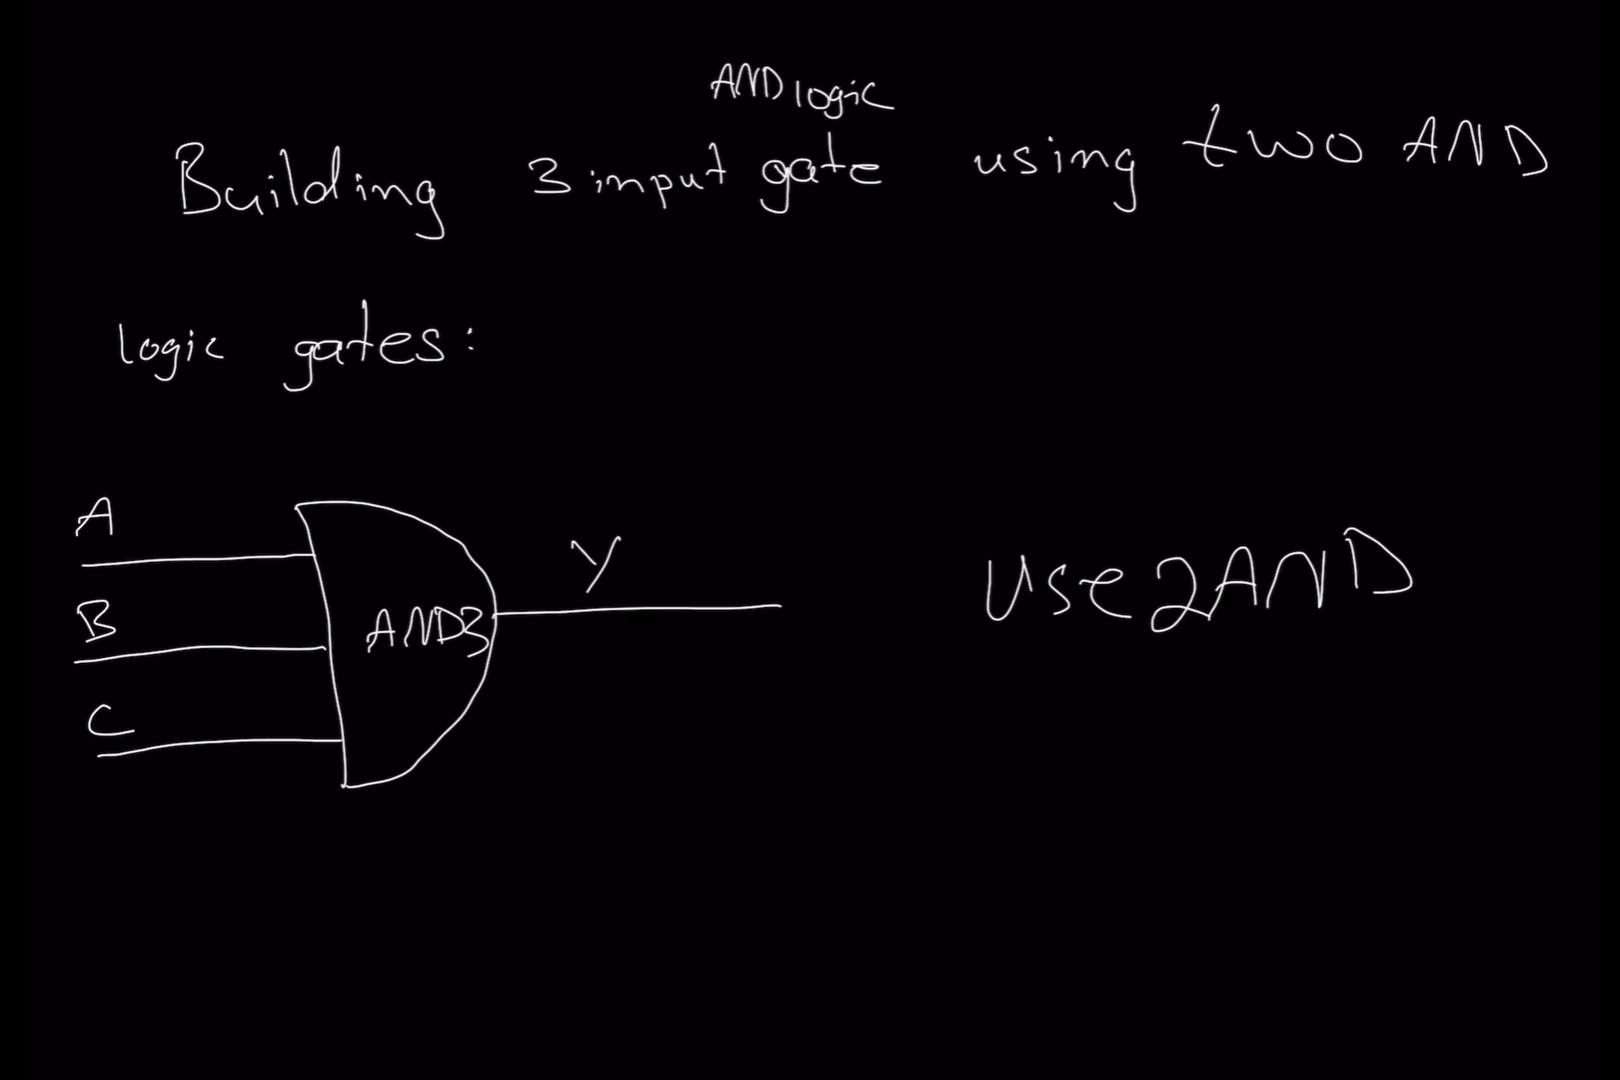 AND logic
Building 3 input gate using two AND
logic gates:
A
B
C
AND3
Y
Use 2AND